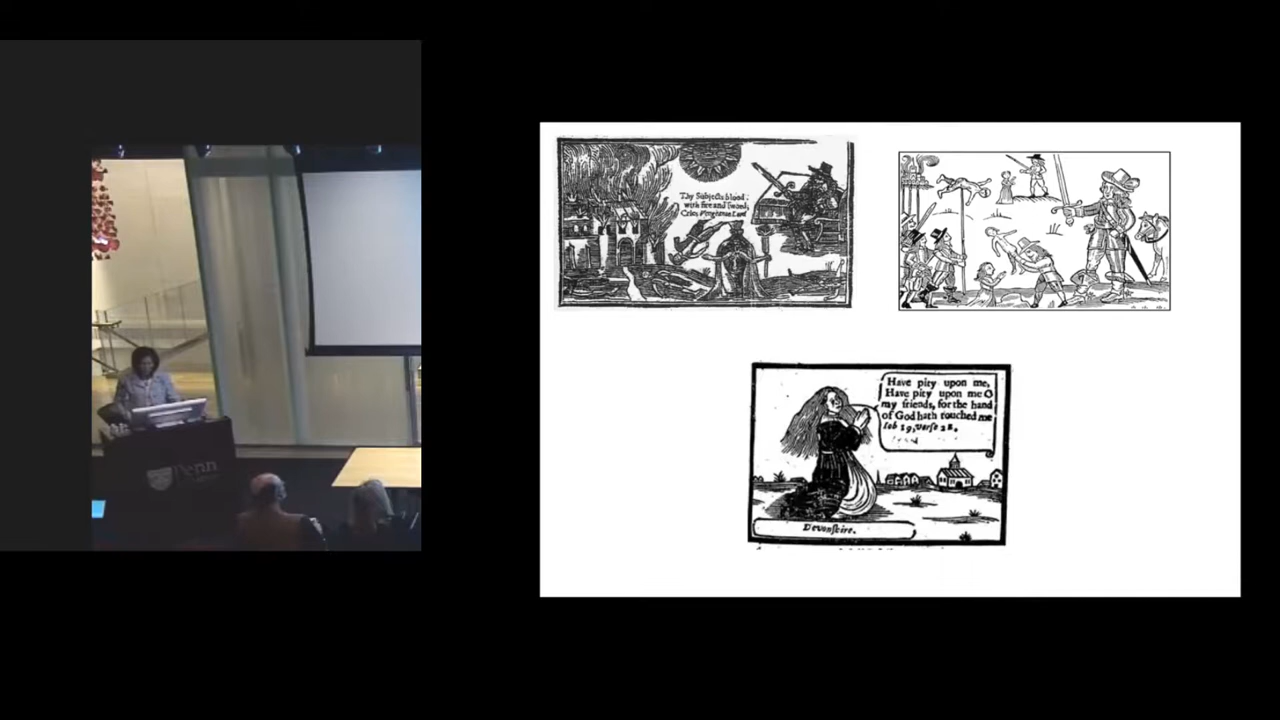 Thy Subjects blood,
with fire and sword,
Cries Vengeance Lord
Have pity upon me,
Have pity upon me O
my friends, for the hand
of God hath touched me
Iob 19, verse 21.
Devonshire.
Penn